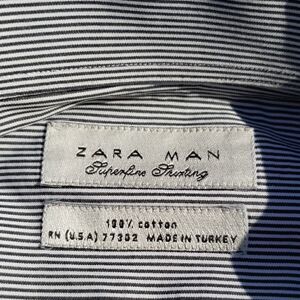 ZARA MAN
Superfine Shirting
100% cotton
RN (U.S.A) 77302 MADE IN TURKEY